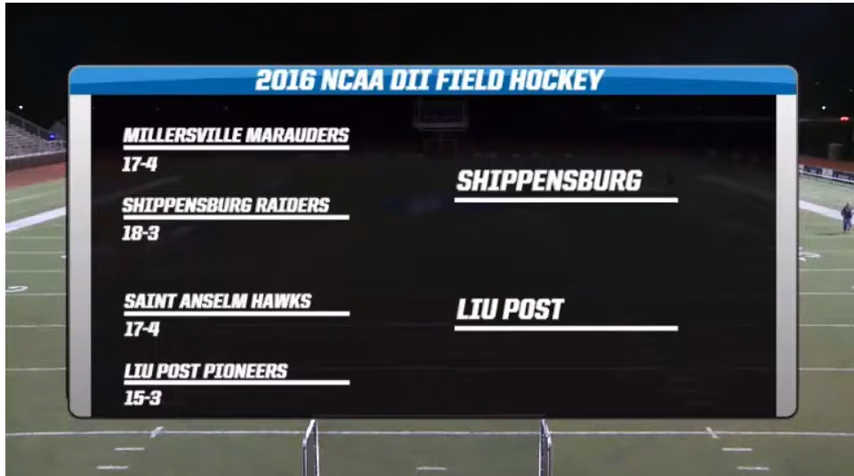 2016 NCAA DII FIELD HOCKEY
MILLERSVILLE MARAUDERS
17-4
SHIPPENSBURG RAIDERS
18-3
SHIPPENSBURG
SAINT ANSELM HAWKS
17-4
LIU POST PIONEERS
15-3
LIU POST